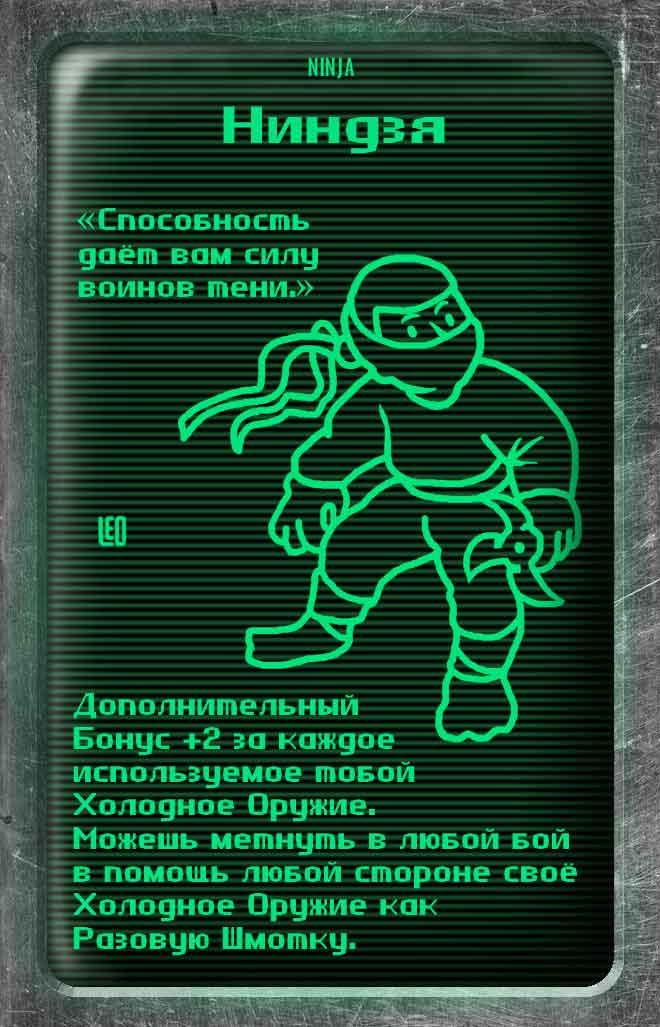 NINJA
Ниндзя
«Способность
даёт вам силу
воинов тени.»
LEO
Дополнительный
Бонус +2 за каждое
используемое тобой
Холодное Оружие.
Можешь метнуть в любой бой
в помощь любой стороне своё
Холодное Оружие как
Разовую Шмотку.